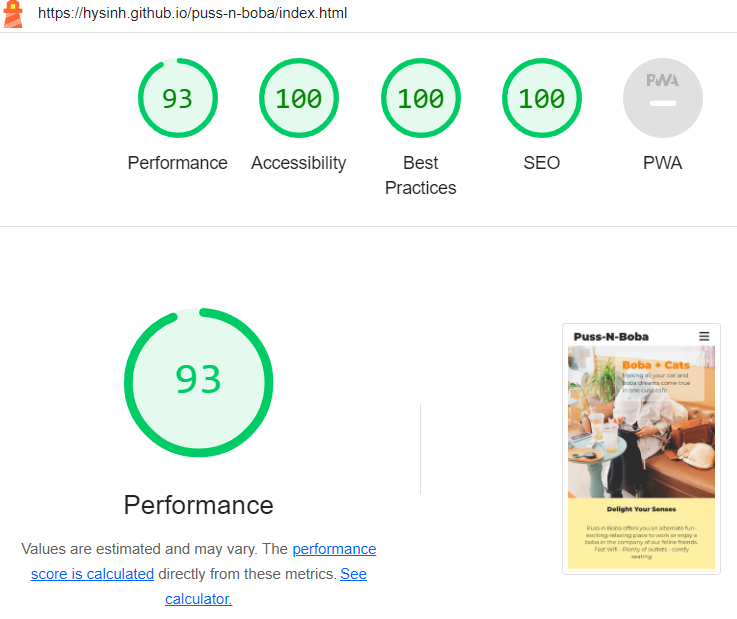 https://hysinh.github.io/puss-n-boba/index.html
93
100
100
100
PWA
Performance
Accessibility
Best
Practices
SEO
PWA
93
Performance
Values are estimated and may vary. The performance
score is calculated directly from these metrics. See
calculator.
Puss-N-Boba
Boba + Cats
Making all your cat and
boba dreams come true
in one cute cafe.
Delight Your Senses
Puss-n-Boba offers you an alternate fun-
exciting-relaxing place to work or enjoy a
boba in the company of our feline friends.
Fast Wifi - Plenty of outlets - comfy
seating.